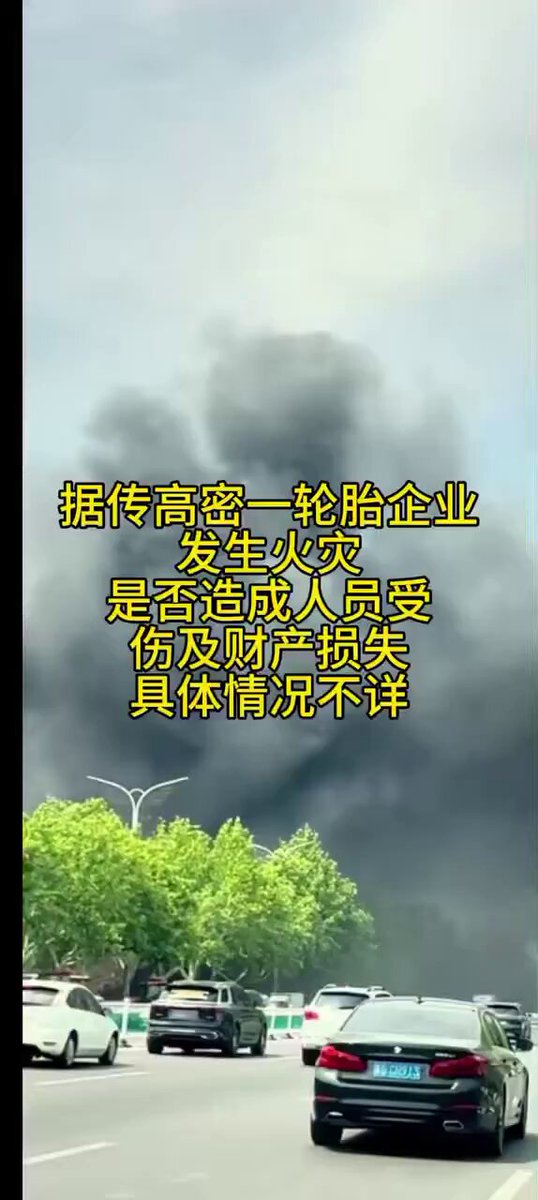 据传高密一轮胎企业
发生火灾
是否造成人员受
伤及财产损失
具体情况不详